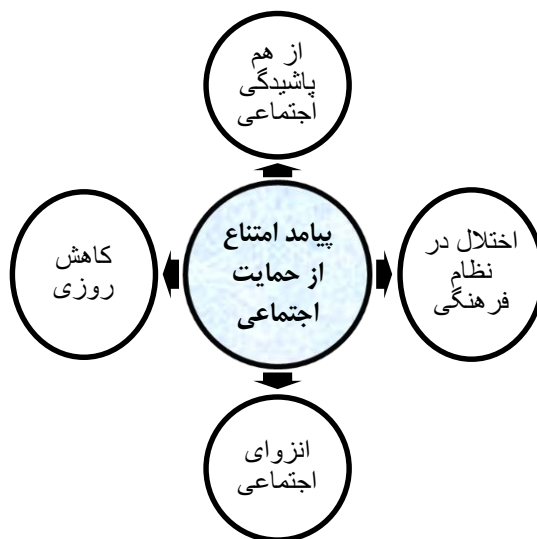 از هم
پاشیدگی
اجتماعی
پیامد امتناع
از حمایت
اجتماعی
اختلال در
نظام
فرهنگی
کاهش
روزی
انزوای
اجتماعی